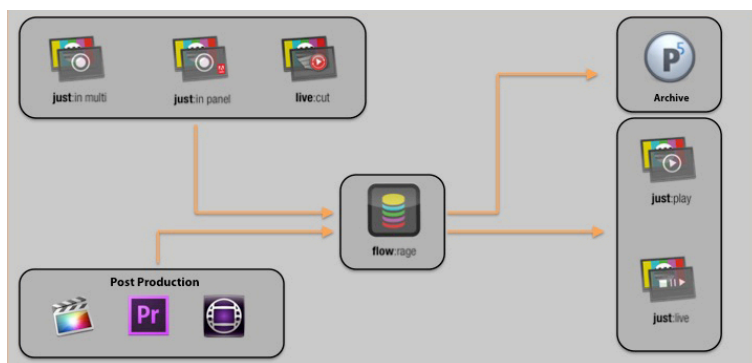 just:in multi
just:in panel
live:cut
P5
Archive
just:play
flow:rage
Post Production
Pr
just:live